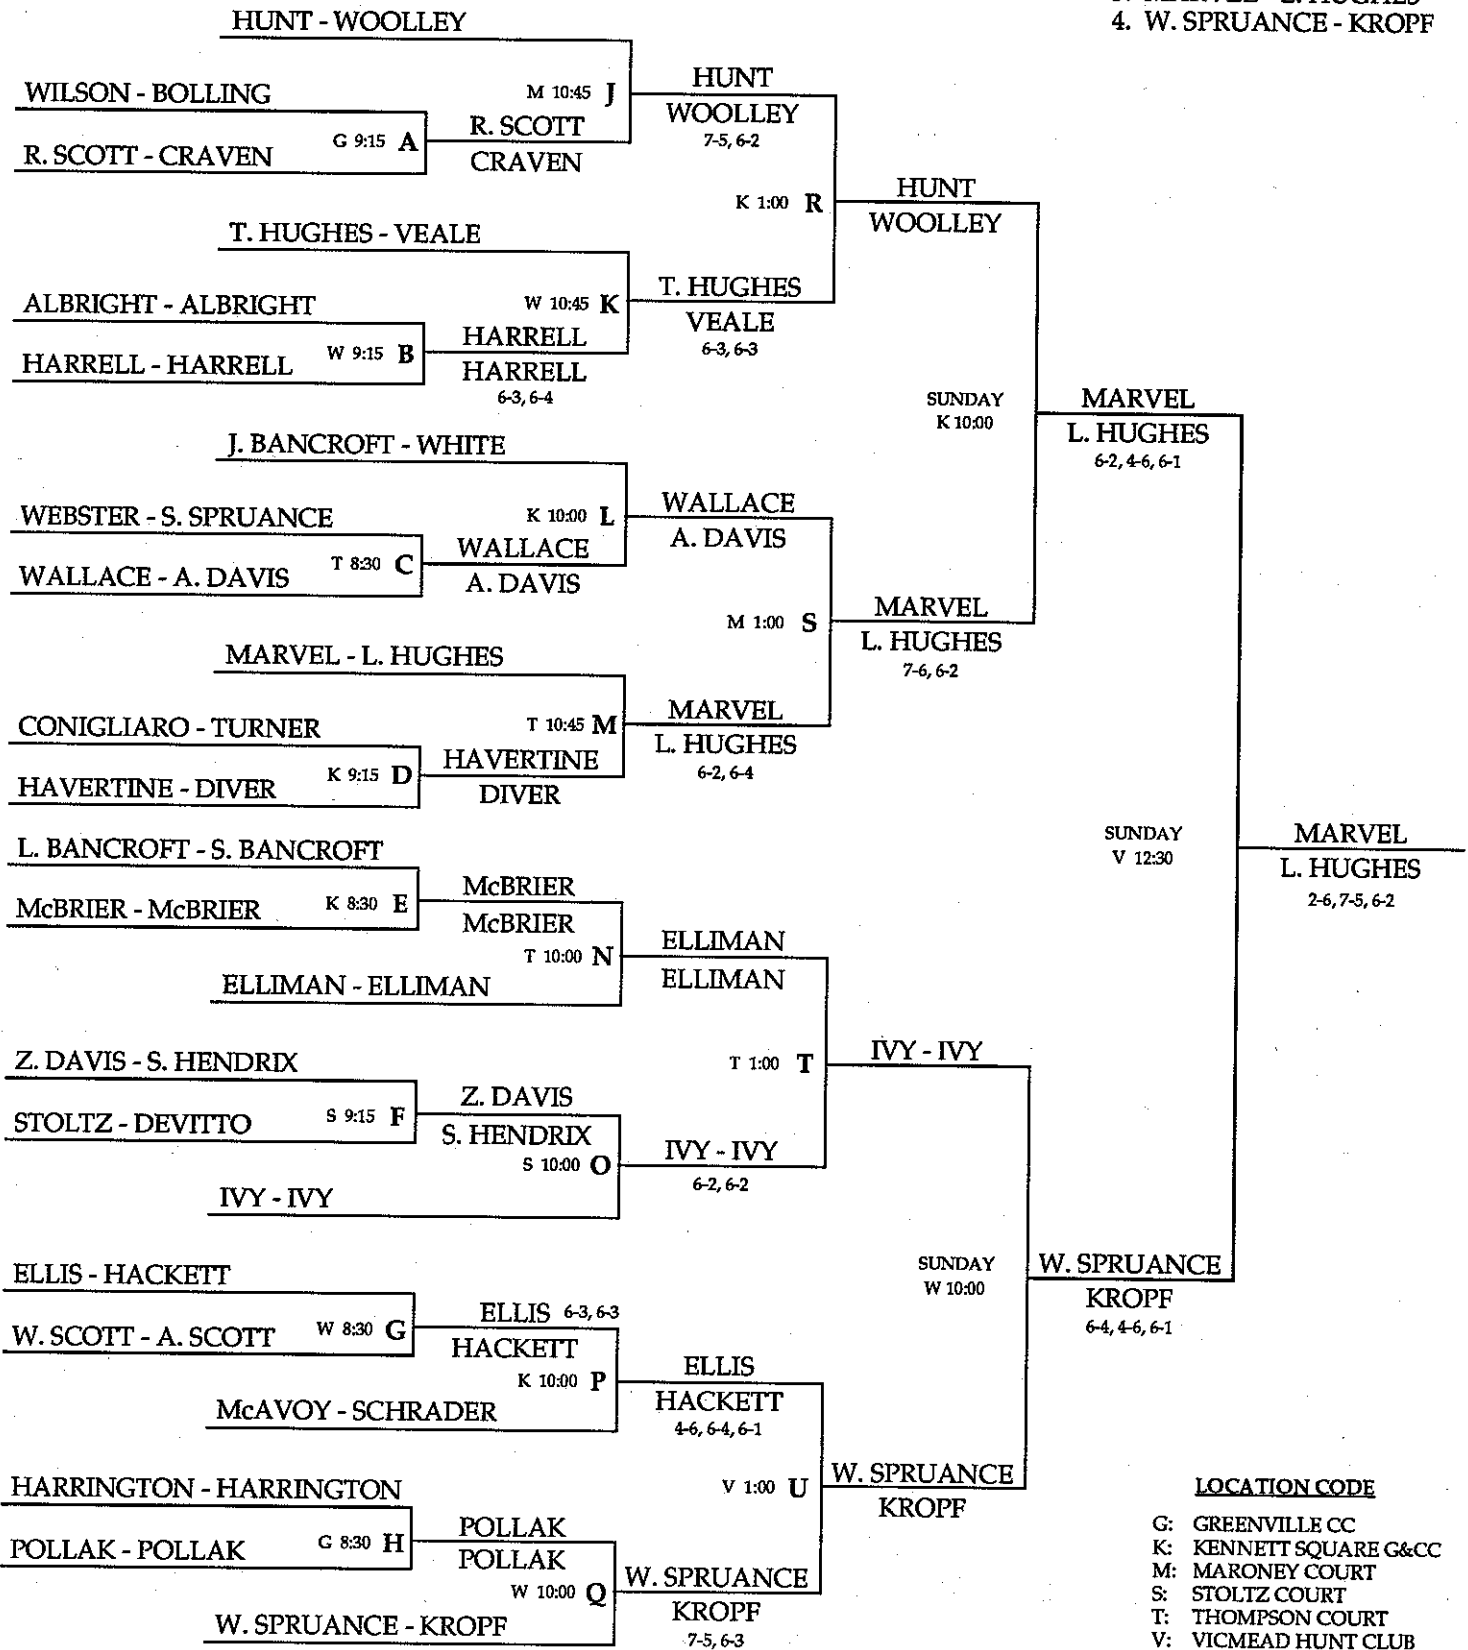 4. W. SPRUANCE - KROPF
HUNT - WOOLLEY
WILSON - BOLLING
M 10:45 J
HUNT
WOOLLEY
7-5, 6-2
G 9:15 A
R. SCOTT
CRAVEN
R. SCOTT - CRAVEN
K 1:00 R
HUNT
WOOLLEY
T. HUGHES - VEALE
ALBRIGHT - ALBRIGHT
W 10:45 K
T. HUGHES
VEALE
6-3, 6-3
W 9:15 B
HARRELL
HARRELL
6-3, 6-4
HARRELL - HARRELL
SUNDAY
K 10:00
MARVEL
L. HUGHES
6-2, 4-6, 6-1
J. BANCROFT - WHITE
WEBSTER - S. SPRUANCE
K 10:00 L
WALLACE
A. DAVIS
T 8:30 C
WALLACE
A. DAVIS
WALLACE - A. DAVIS
M 1:00 S
MARVEL
L. HUGHES
7-6, 6-2
MARVEL - L. HUGHES
CONIGLIARO - TURNER
T 10:45 M
MARVEL
L. HUGHES
6-2, 6-4
K 9:15 D
HAVERTINE
DIVER
HAVERTINE - DIVER
SUNDAY
V 12:30
MARVEL
L. HUGHES
2-6, 7-5, 6-2
L. BANCROFT - S. BANCROFT
K 8:30 E
McBRIER
McBRIER
McBRIER - McBRIER
T 10:00 N
ELLIMAN
ELLIMAN
ELLIMAN - ELLIMAN
T 1:00 T
IVY - IVY
Z. DAVIS - S. HENDRIX
S 9:15 F
Z. DAVIS
S. HENDRIX
STOLTZ - DEVITTO
S 10:00 O
IVY - IVY
6-2, 6-2
IVY - IVY
SUNDAY
W 10:00
W. SPRUANCE
KROPF
6-4, 4-6, 6-1
ELLIS - HACKETT
W 8:30 G
ELLIS 6-3, 6-3
HACKETT
W. SCOTT - A. SCOTT
K 10:00 P
ELLIS
HACKETT
4-6, 6-4, 6-1
McAVOY - SCHRADER
V 1:00 U
W. SPRUANCE
KROPF
HARRINGTON - HARRINGTON
G 8:30 H
POLLAK
POLLAK
POLLAK - POLLAK
W 10:00 Q
W. SPRUANCE
KROPF
7-5, 6-3
W. SPRUANCE - KROPF
LOCATION CODE
G: GREENVILLE CC
K: KENNETT SQUARE G&CC
M: MARONEY COURT
S: STOLTZ COURT
T: THOMPSON COURT
V: VICMEAD HUNT CLUB